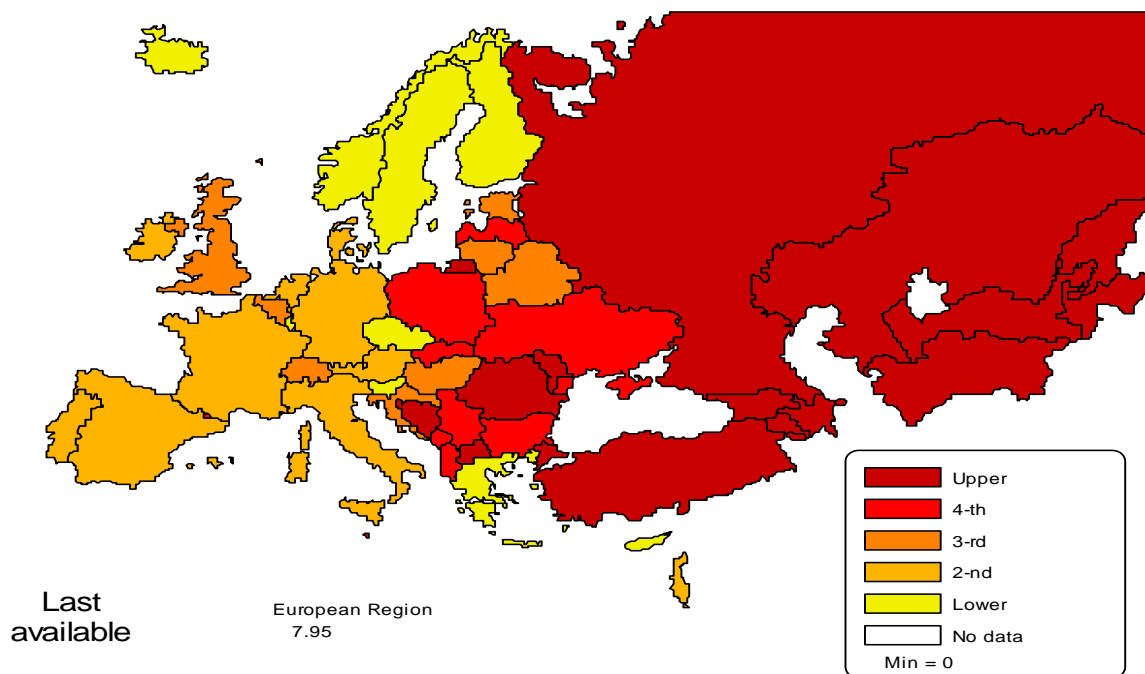 Upper
4-th
3-rd
2-nd
Lower
No data
Min = 0
Last
available
European Region
7.95